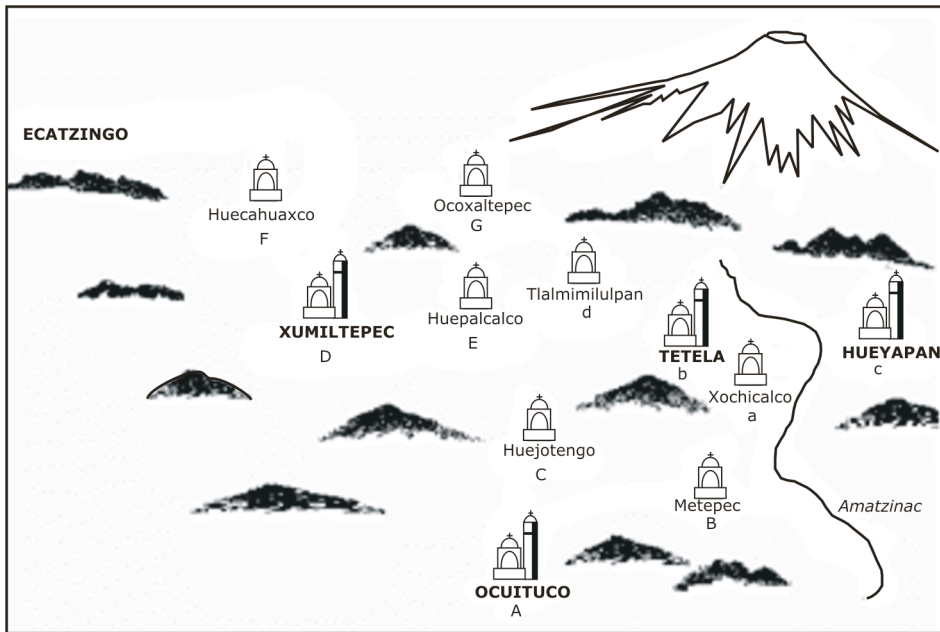 ECATZINGO
Huecahuaxco
F
Ocoxaltepec
G
Tlalmimilulpan
d
XUMILTEPEC
D
Huepalcalco
E
TETELA
b
HUEYAPAN
c
Xochicalco
a
Huejotengo
C
Metepec
B
Amatzinac
OCUITUCO
A